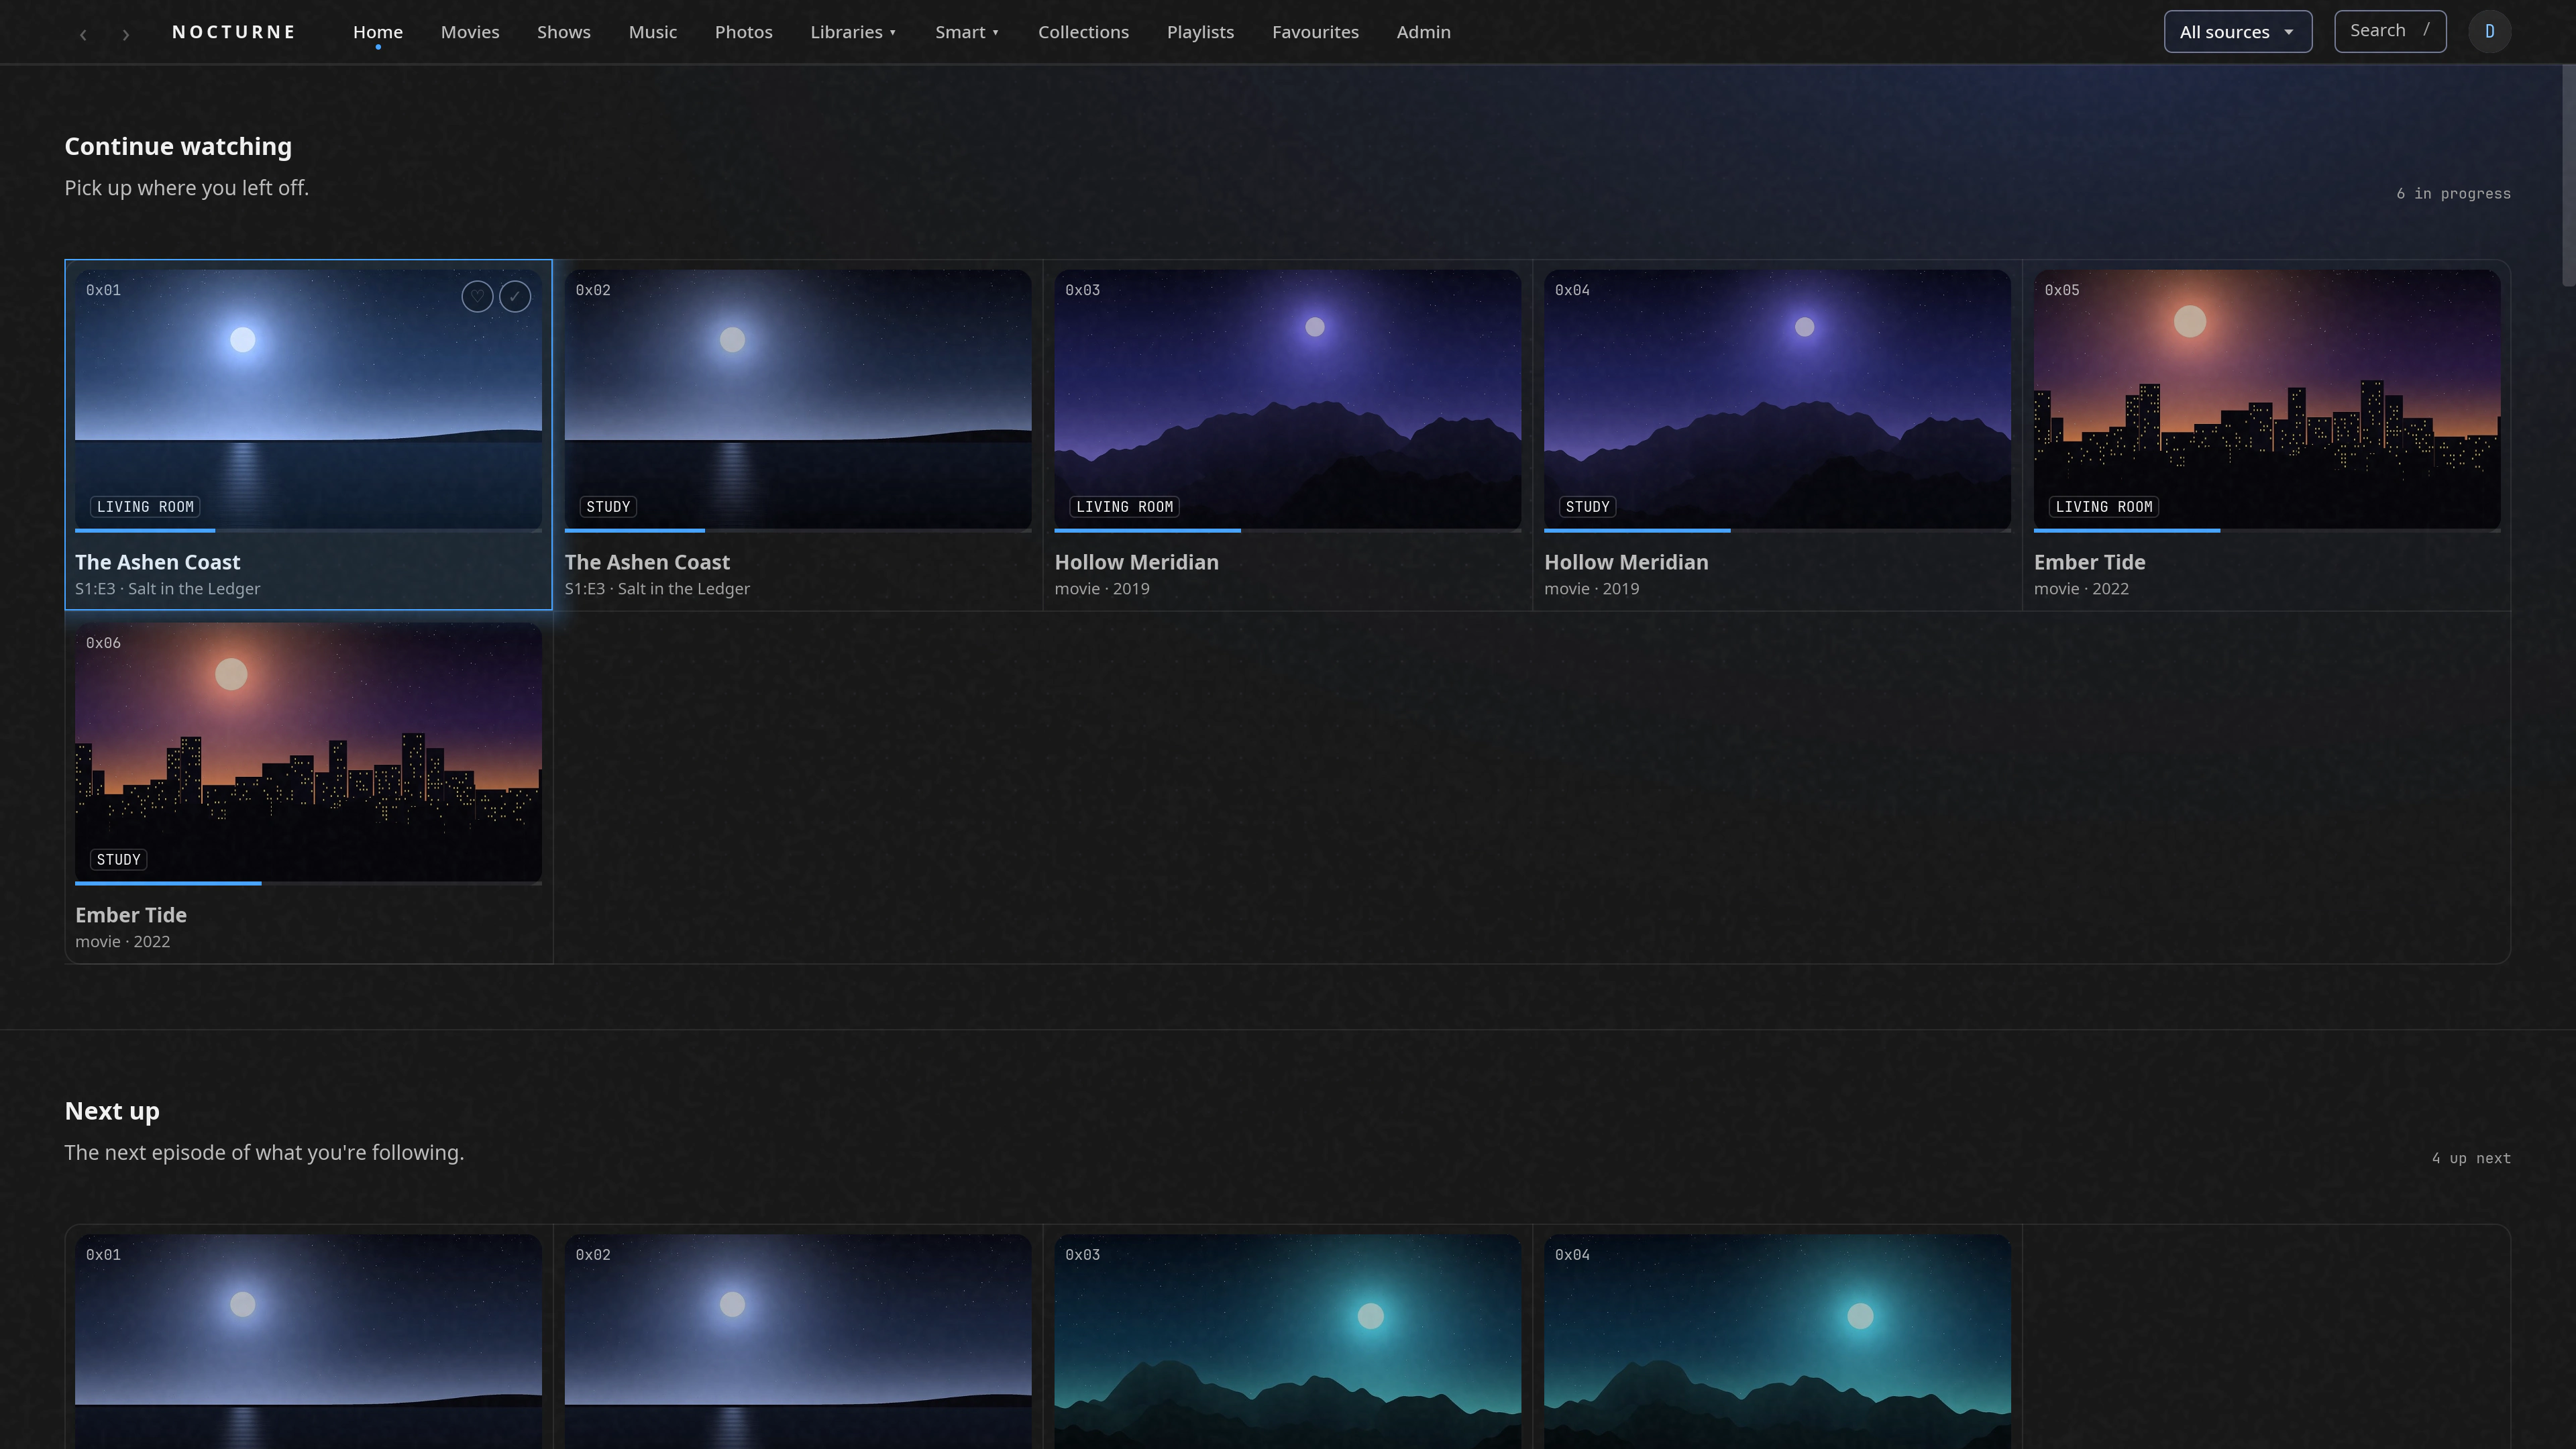 ‹ › NOCTURNE Home Movies Shows Music Photos Libraries ▾ Smart ▾ Collections Playlists Favourites Admin All sources Search / D
Continue watching
Pick up where you left off.
6 in progress
0x01 0x02 0x03 0x04 0x05
LIVING ROOM STUDY LIVING ROOM STUDY LIVING ROOM
The Ashen Coast The Ashen Coast Hollow Meridian Hollow Meridian Ember Tide
S1:E3 · Salt in the Ledger S1:E3 · Salt in the Ledger movie · 2019 movie · 2019 movie · 2022
0x06
STUDY
Ember Tide
movie · 2022
Next up
The next episode of what you're following.
4 up next
0x01 0x02 0x03 0x04